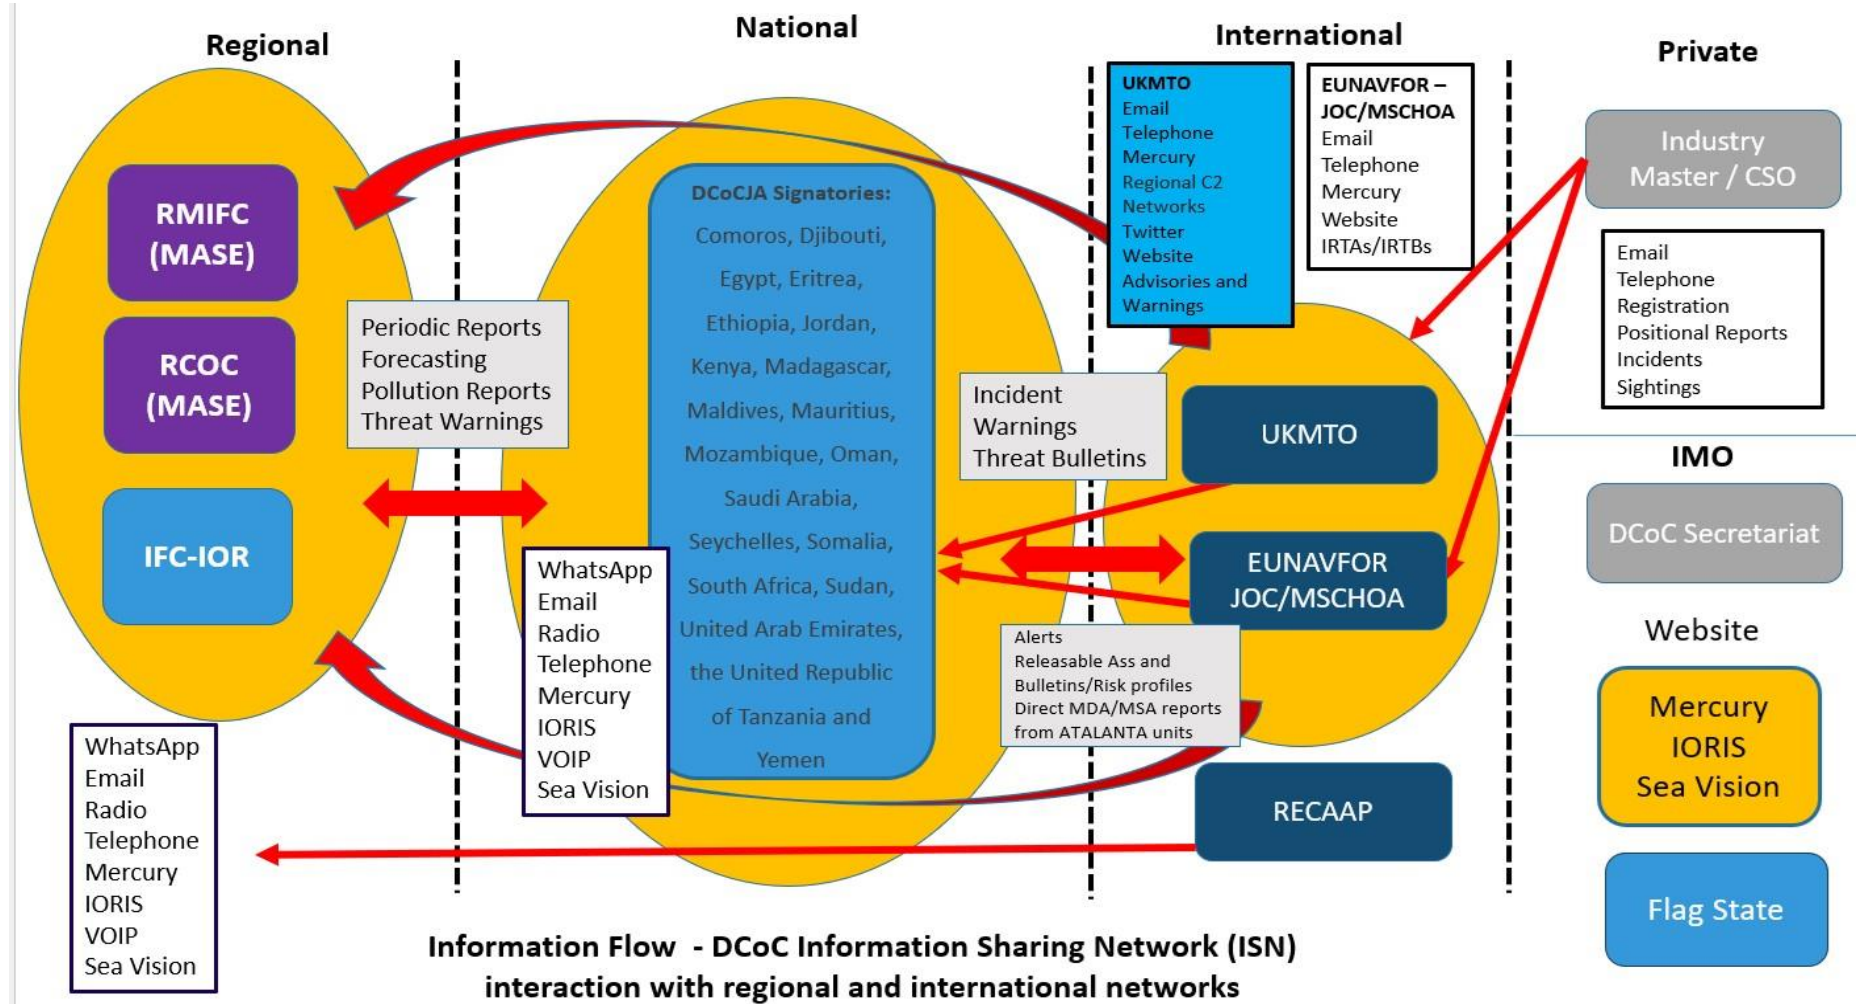 Regional
National
International
Private
RMIFC
(MASE)
RCOC
(MASE)
IFC-IOR
Periodic Reports
Forecasting
Pollution Reports
Threat Warnings
WhatsApp
Email
Radio
Telephone
Mercury
IORIS
VOIP
Sea Vision
DCoCJA Signatories:
Comoros, Djibouti,
Egypt, Eritrea,
Ethiopia, Jordan,
Kenya, Madagascar,
Maldives, Mauritius,
Mozambique, Oman,
Saudi Arabia,
Seychelles, Somalia,
South Africa, Sudan,
United Arab Emirates,
the United Republic
of Tanzania and
Yemen
WhatsApp
Email
Radio
Telephone
Mercury
IORIS
VOIP
Sea Vision
UKMTO
Email
Telephone
Mercury
Regional C2
Networks
Twitter
Website
Advisories and
Warnings
EUNAVFOR –
JOC/MSCHOA
Email
Telephone
Mercury
Website
IRTAs/IRTBs
Incident
Warnings
Threat Bulletins
UKMTO
EUNAVFOR
JOC/MSCHOA
Alerts
Releasable Ass and
Bulletins/Risk profiles
Direct MDA/MSA reports
from ATALANTA units
RECAAP
Industry
Master / CSO
Email
Telephone
Registration
Positional Reports
Incidents
Sightings
IMO
DCoC Secretariat
Website
Mercury
IORIS
Sea Vision
Flag State
Information Flow - DCoC Information Sharing Network (ISN)
interaction with regional and international networks